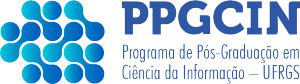 PPGCIN
Programa de Pós-Graduação em
Ciência da Informação – UFRGS